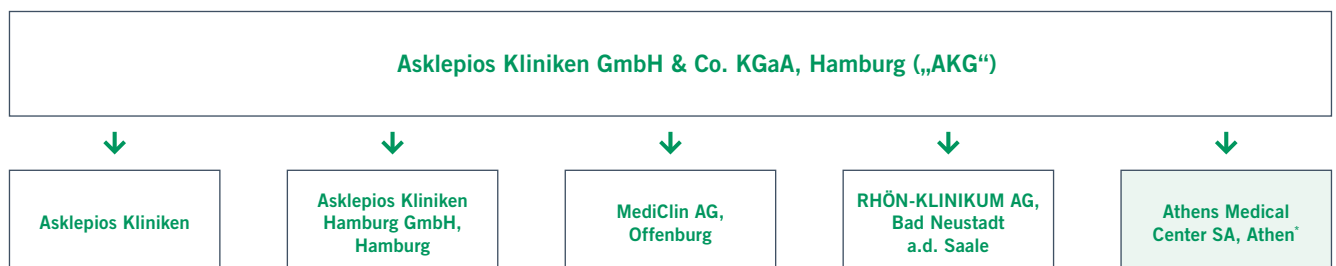 Asklepios Kliniken GmbH & Co. KGaA, Hamburg („AKG“)
Asklepios Kliniken
Asklepios Kliniken
Hamburg GmbH,
Hamburg
MediClin AG,
Offenburg
RHÖN-KLINIKUM AG,
Bad Neustadt
a.d. Saale
Athens Medical
Center SA, Athen*